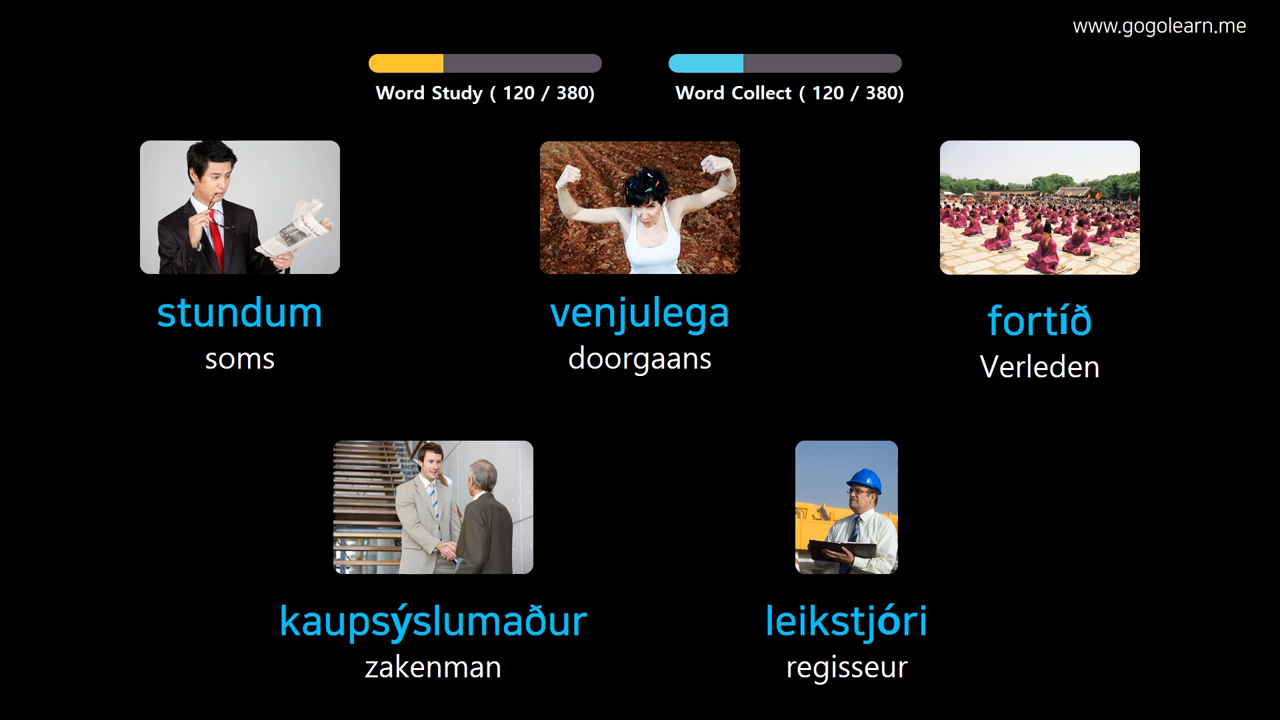 www.gogolearn.me
Word Study ( 120 / 380)
Word Collect ( 120 / 380)
stundum
soms
venjulega
doorgaans
fortíð
Verleden
kaupsýslumaður
zakenman
leikstjóri
regisseur